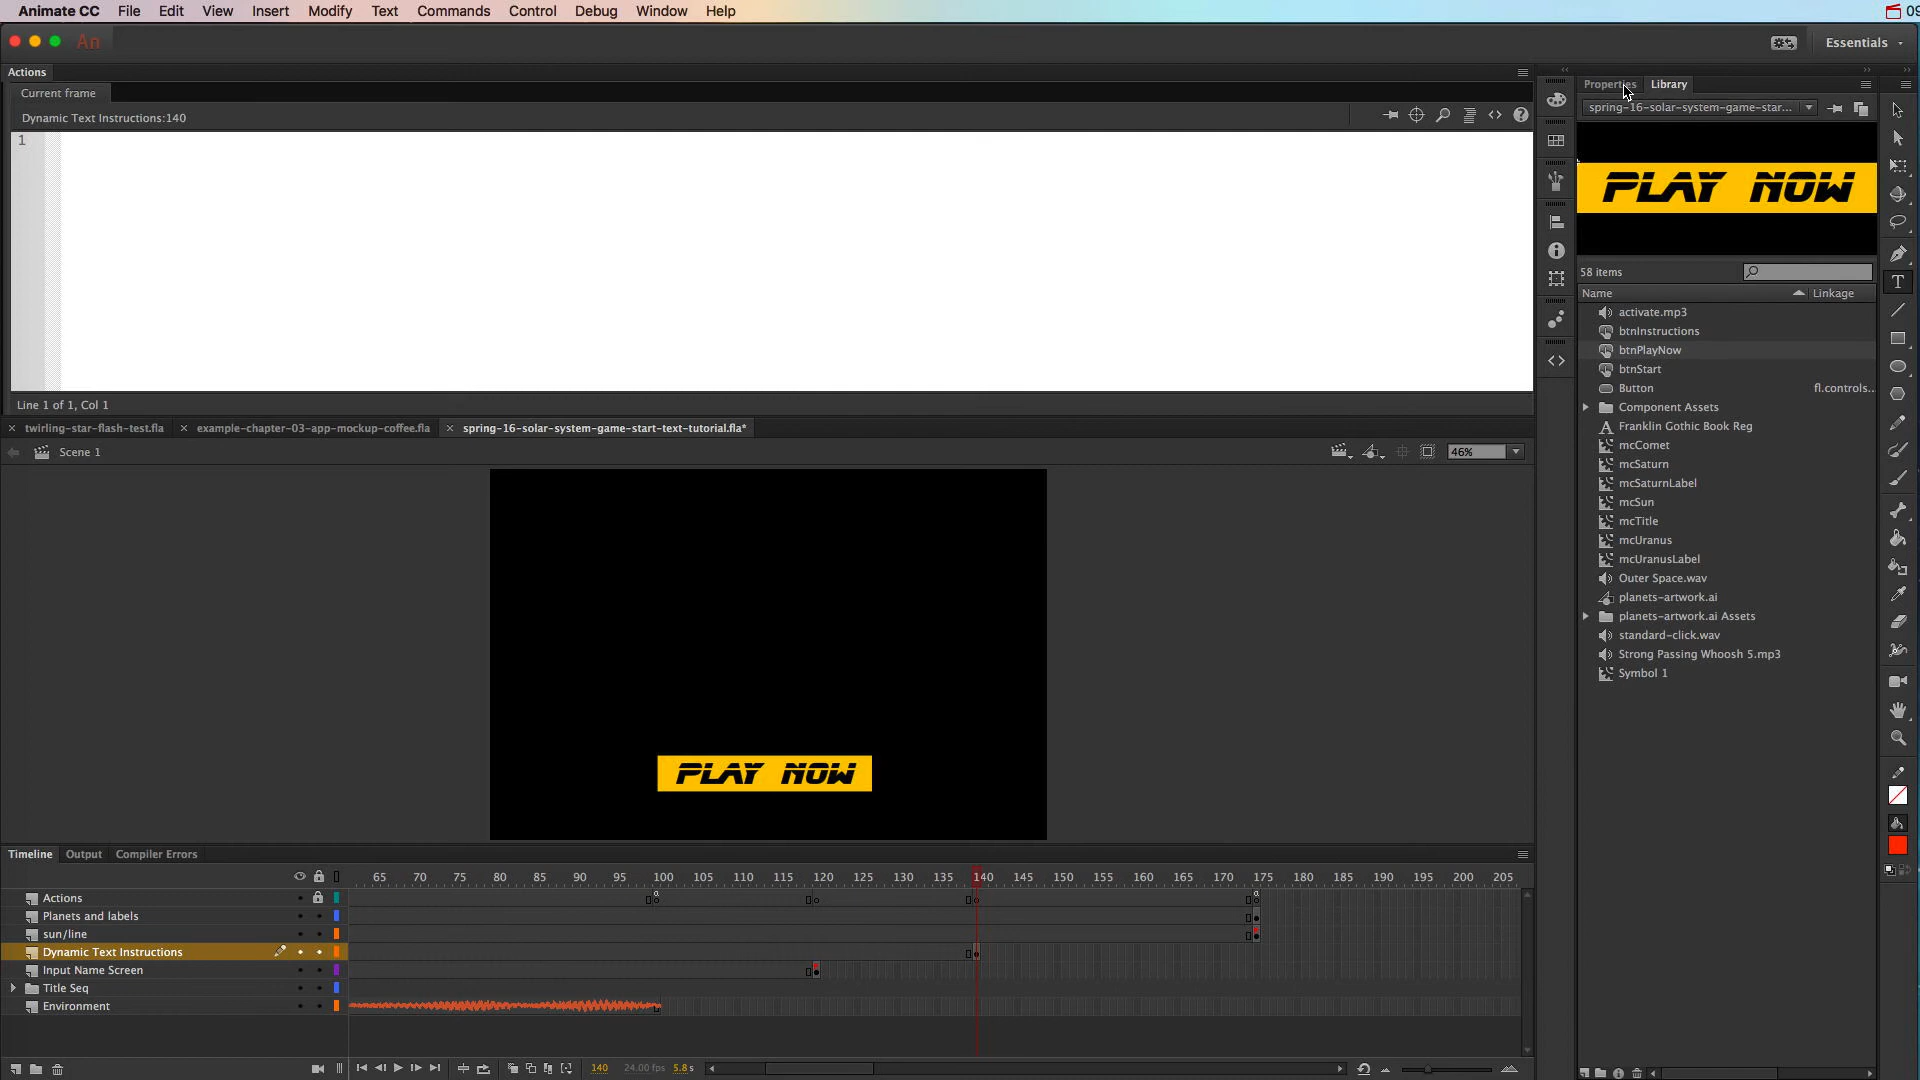 Animate CC File Edit View Insert Modify Text Commands Control Debug Window Help 09
An Essentials
Actions
Current frame
Dynamic Text Instructions:140
1
Line 1 of 1, Col 1
Properties Library
spring-16-solar-system-game-star...
PLAY NOW
58 items
Name Linkage
activate.mp3
btnInstructions
btnPlayNow
btnStart
Button fl.controls...
Component Assets
Franklin Gothic Book Reg
mcComet
mcSaturn
mcSaturnLabel
mcSun
mcTitle
mcUranus
mcUranusLabel
Outer Space.wav
planets-artwork.ai
planets-artwork.ai Assets
standard-click.wav
Strong Passing Whoosh 5.mp3
Symbol 1
twirling-star-flash-test.fla example-chapter-03-app-mockup-coffee.fla spring-16-solar-system-game-start-text-tutorial.fla*
Scene 1 46%
PLAY NOW
Timeline Output Compiler Errors
65 70 75 80 85 90 95 100 105 110 115 120 125 130 135 140 145 150 155 160 165 170 175 180 185 190 195 200 205
Actions
Planets and labels
sun/line
Dynamic Text Instructions
Input Name Screen
Title Seq
Environment
140 24.00 fps 5.8 s